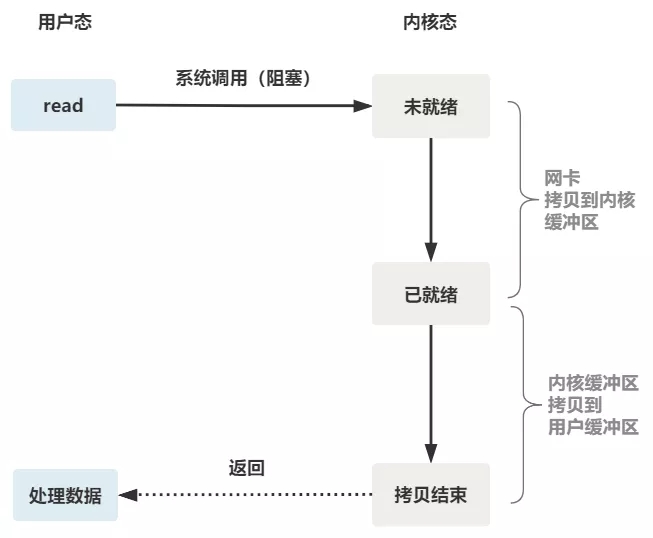 用户态
内核态
系统调用（阻塞）
read
未就绪
网卡
拷贝到内核
缓冲区
已就绪
内核缓冲区
拷贝到
用户缓冲区
返回
处理数据
拷贝结束